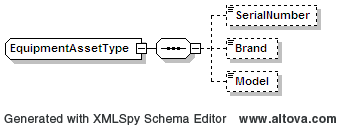 EquipmentAssetType
SerialNumber
Brand
Model
Generated with XMLSpy Schema Editor www.altova.com